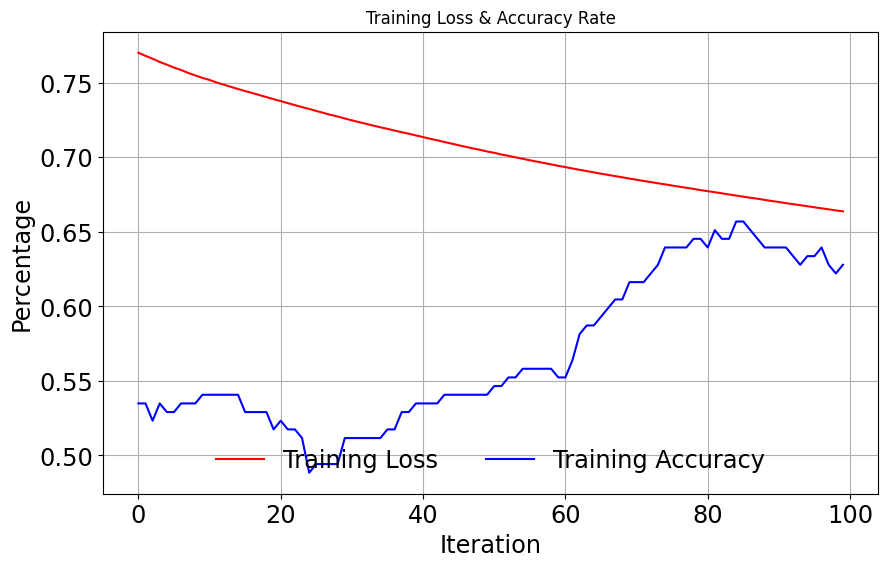 Training Loss & Accuracy Rate
Percentage
0.75
0.70
0.65
0.60
0.55
0.50
Training Loss
Training Accuracy
0 20 40 60 80 100
Iteration